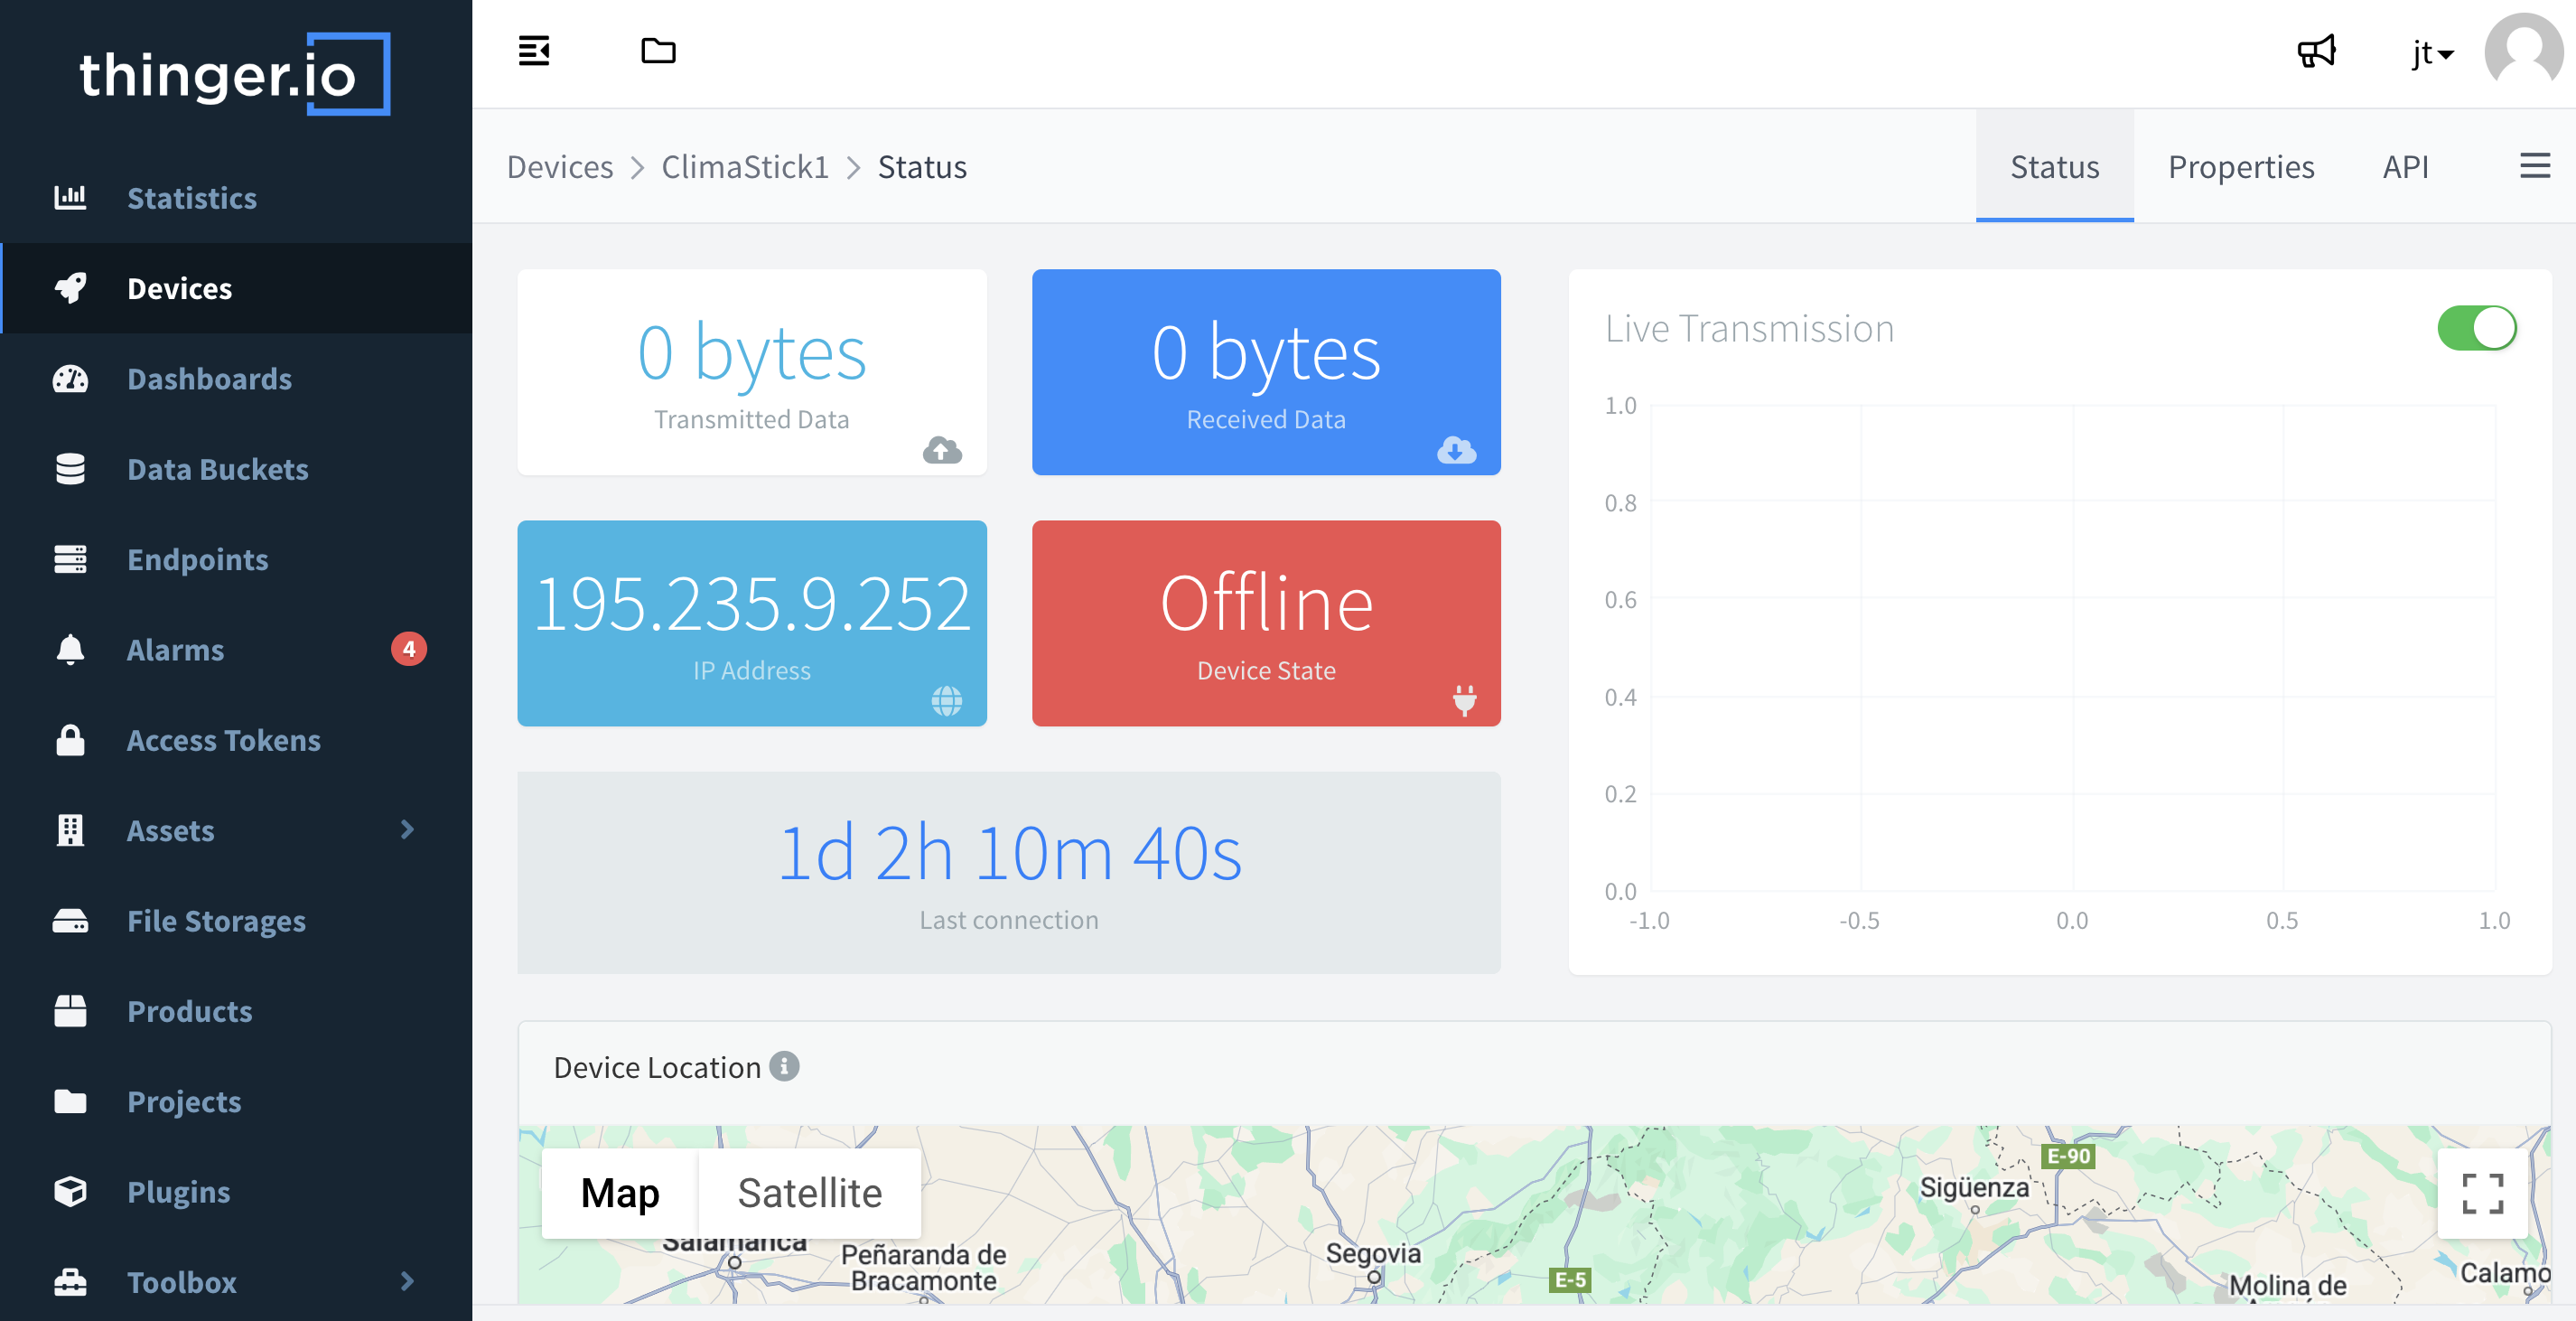 thinger.io
jt
Statistics
Devices
Dashboards
Data Buckets
Endpoints
Alarms
4
Access Tokens
Assets
File Storages
Products
Projects
Plugins
Toolbox
Devices > ClimaStick1 > Status
Status
Properties
API
0 bytes
Transmitted Data
0 bytes
Received Data
195.235.9.252
IP Address
Offline
Device State
1d 2h 10m 40s
Last connection
Live Transmission
1.0
0.8
0.6
0.4
0.2
0.0
-1.0 -0.5 0.0 0.5 1.0
Device Location
Map
Satellite
Salamanca
Peñaranda de
Bracamonte
Segovia
E-5
E-90
Sigüenza
Molina de
Calamo